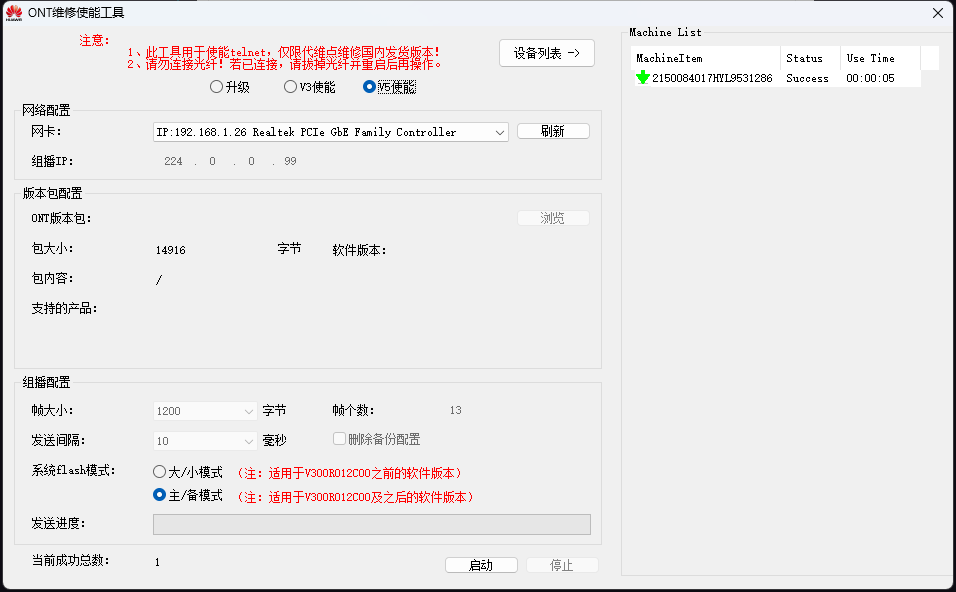 ONT维修使能工具
注意:
1、此工具用于使能telnet，仅限代维点维修国内发货版本!
2、请勿连接光纤！若已连接，请拔掉光纤并重启后再操作。
设备列表 -->
升级 V3使能 V5使能
网络配置
网卡:
IP:192.168.1.26 Realtek PCIe GbE Family Controller
刷新
组播IP:
224 . 0 . 0 . 99
版本包配置
ONT版本包:
浏览
包大小: 14916 字节 软件版本:
包内容: /
支持的产品:
组播配置
帧大小: 1200 字节 帧个数: 13
发送间隔: 10 毫秒 删除备份配置
系统flash模式: 大/小模式 (注: 适用于V300R012C00之前的软件版本)
主/备模式 (注: 适用于V300R012C00及之后的软件版本)
发送进度:
当前成功总数: 1
启动 停止
Machine List
MachineItem Status Use Time
2150084017HYL9531286 Success 00:00:05